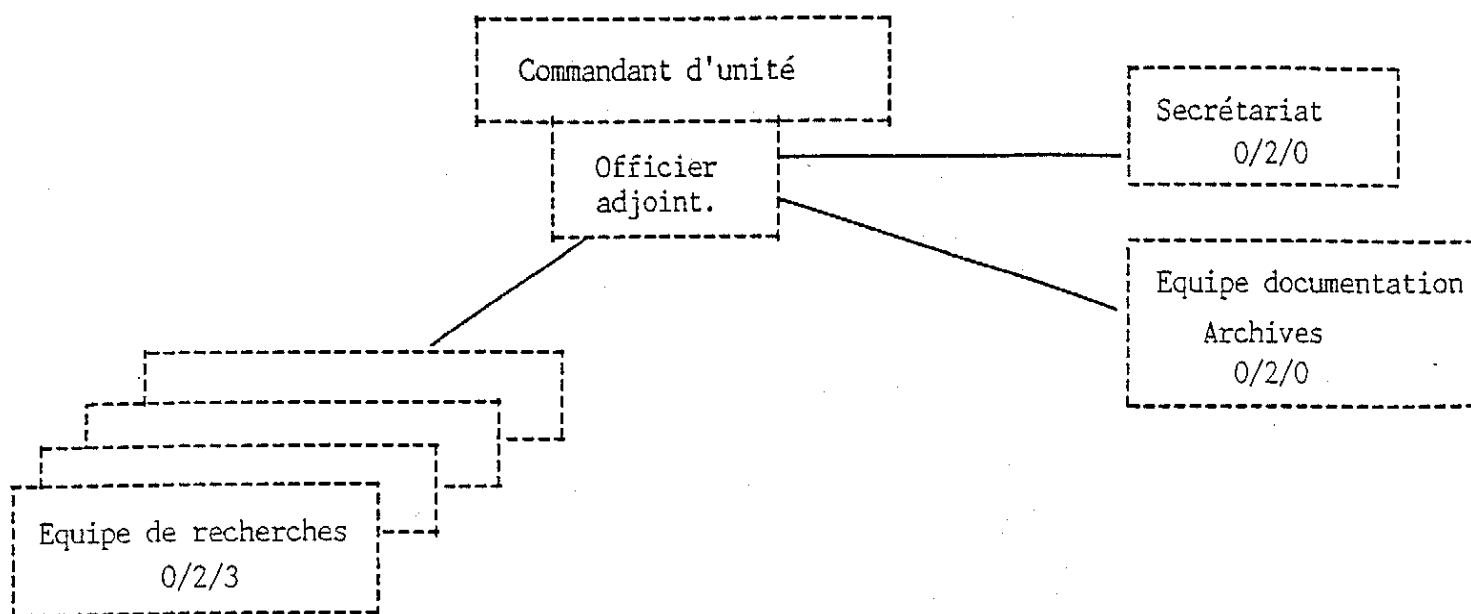 Commandant d'unité
Officier
adjoint.
Secrétariat
0/2/0
Equipe documentation
Archives
0/2/0
Equipe de recherches
0/2/3